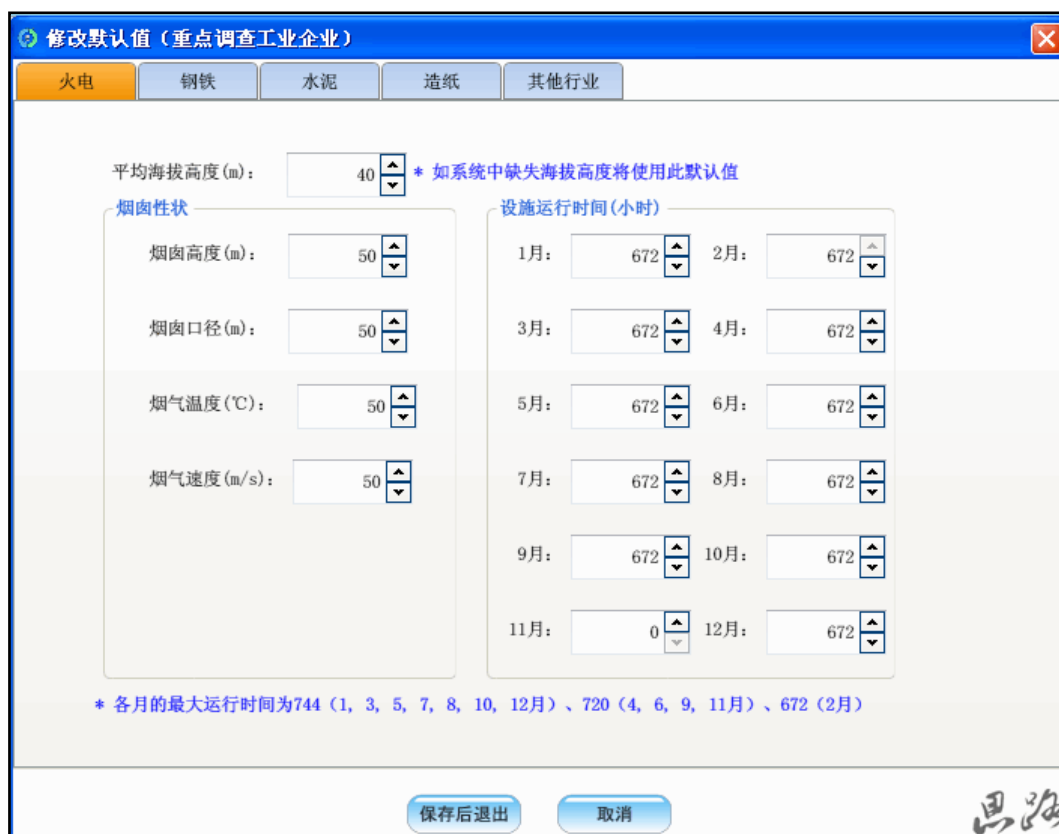 修改默认值（重点调查工业企业）
火电 钢铁 水泥 造纸 其他行业
平均海拔高度(m)： 40 * 如系统中缺失海拔高度将使用此默认值
烟囱性状 设施运行时间(小时)
烟囱高度(m)： 50 1月： 672 2月： 672
烟囱口径(m)： 50 3月： 672 4月： 672
烟气温度(℃)： 50 5月： 672 6月： 672
烟气速度(m/s)： 50 7月： 672 8月： 672
9月： 672 10月： 672
11月： 0 12月： 672
* 各月的最大运行时间为744（1, 3, 5, 7, 8, 10, 12月）、720（4, 6, 9, 11月）、672（2月）
保存后退出 取消
思路